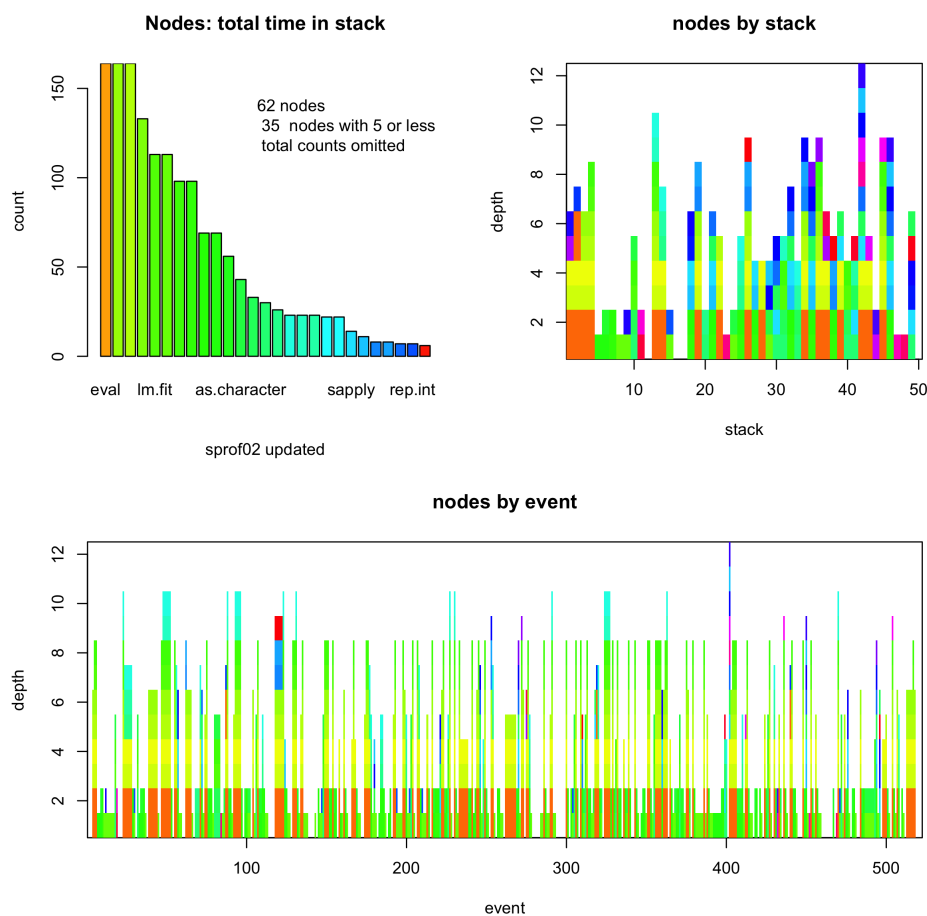 Nodes: total time in stack
62 nodes
35 nodes with 5 or less
total counts omitted
count
0
50
100
150
eval
lm.fit
as.character
sapply
rep.int
sprof02 updated
nodes by stack
depth
2
4
6
8
10
12
10
20
30
40
50
stack
nodes by event
depth
2
4
6
8
10
12
100
200
300
400
500
event